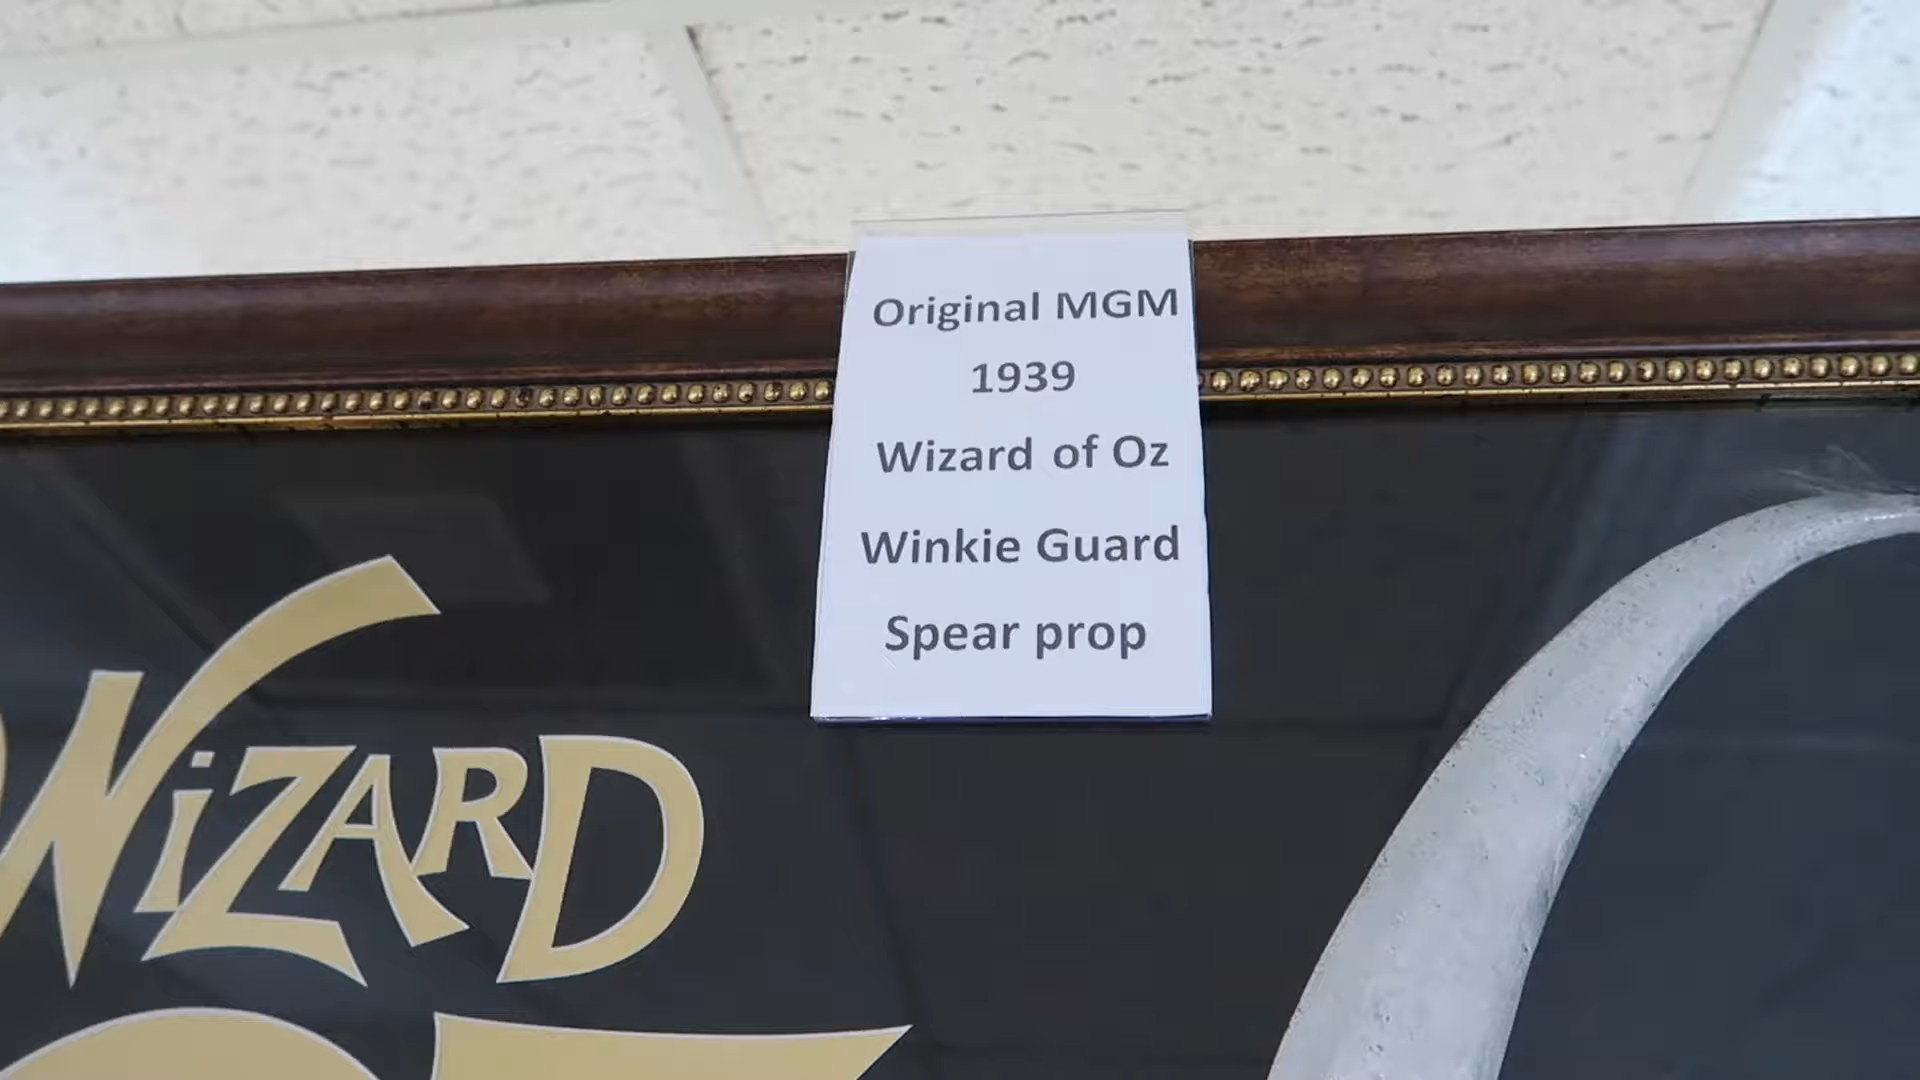 Original MGM
1939
Wizard of Oz
Winkie Guard
Spear prop
WiZARD